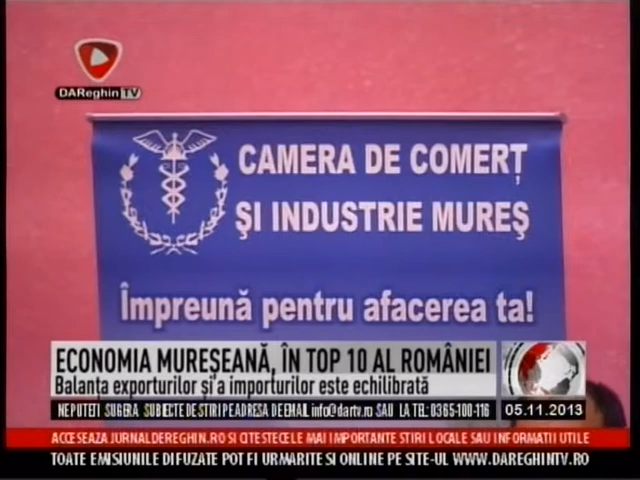 DAReghin TV
CAMERA DE COMERȚ
ȘI INDUSTRIE MUREȘ
Împreună pentru afacerea ta!
ECONOMIA MUREȘEANĂ, ÎN TOP 10 AL ROMÂNIEI
Balanța exporturilor și a importurilor este echilibrată
NE PUTEȚI SUGERA SUBIECTE DE STIRI PE ADRESA DE EMAIL info@dartv.ro SAU LA TEL: 0365-100-116
05.11.2013
ACCESEAZA JURNALDEREGHIN.RO SI CITESTE CELE MAI IMPORTANTE STIRI LOCALE SAU INFORMATII UTILE
TOATE EMISIUNILE DIFUZATE POT FI URMARITE SI ONLINE PE SITE-UL WWW.DAREGHINTV.RO